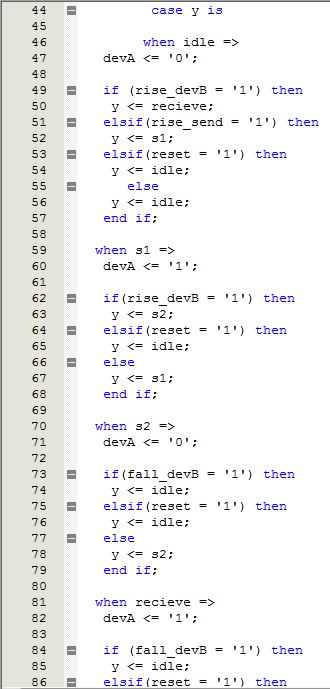 44 case y is
45
46 when idle =>
47 devA <= '0';
48
49 if (rise_devB = '1') then
50 y <= recieve;
51 elsif(rise_send = '1') then
52 y <= s1;
53 elsif(reset = '1') then
54 y <= idle;
55 else
56 y <= idle;
57 end if;
58
59 when s1 =>
60 devA <= '1';
61
62 if(rise_devB = '1') then
63 y <= s2;
64 elsif(reset = '1') then
65 y <= idle;
66 else
67 y <= s1;
68 end if;
69
70 when s2 =>
71 devA <= '0';
72
73 if(fall_devB = '1') then
74 y <= idle;
75 elsif(reset = '1') then
76 y <= idle;
77 else
78 y <= s2;
79 end if;
80
81 when recieve =>
82 devA <= '1';
83
84 if (fall_devB = '1') then
85 y <= idle;
86 elsif(reset = '1') then